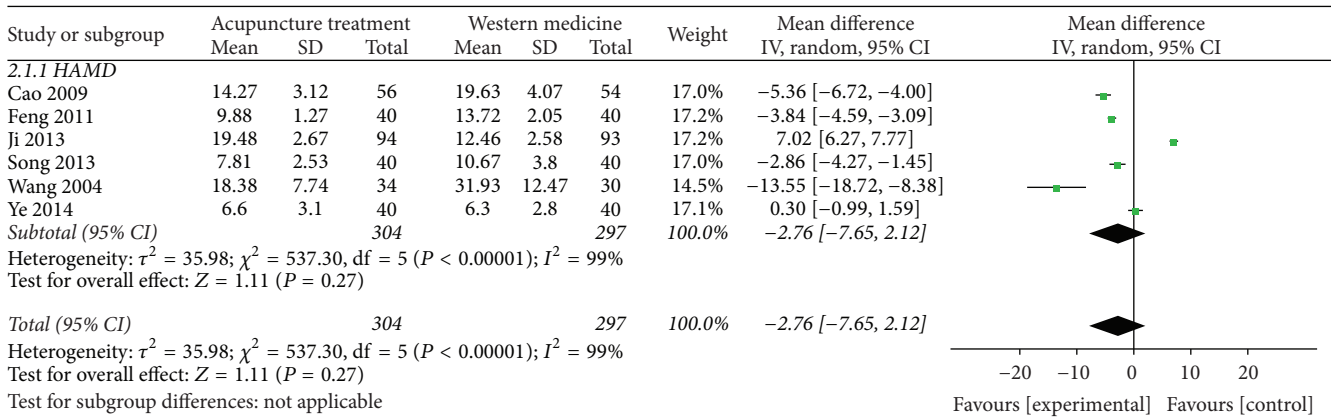 Study or subgroup Acupuncture treatment Western medicine Weight Mean difference Mean difference
Mean SD Total Mean SD Total IV, random, 95% CI IV, random, 95% CI
2.1.1 HAMD
Cao 2009 14.27 3.12 56 19.63 4.07 54 17.0% −5.36 [−6.72, −4.00]
Feng 2011 9.88 1.27 40 13.72 2.05 40 17.2% −3.84 [−4.59, −3.09]
Ji 2013 19.48 2.67 94 12.46 2.58 93 17.2% 7.02 [6.27, 7.77]
Song 2013 7.81 2.53 40 10.67 3.8 40 17.0% −2.86 [−4.27, −1.45]
Wang 2004 18.38 7.74 34 31.93 12.47 30 14.5% −13.55 [−18.72, −8.38]
Ye 2014 6.6 3.1 40 6.3 2.8 40 17.1% 0.30 [−0.99, 1.59]
Subtotal (95% CI) 304 297 100.0% −2.76 [−7.65, 2.12]
Heterogeneity: τ² = 35.98; χ² = 537.30, df = 5 (P < 0.00001); I² = 99%
Test for overall effect: Z = 1.11 (P = 0.27)
Total (95% CI) 304 297 100.0% −2.76 [−7.65, 2.12]
Heterogeneity: τ² = 35.98; χ² = 537.30, df = 5 (P < 0.00001); I² = 99%
Test for overall effect: Z = 1.11 (P = 0.27)
Test for subgroup differences: not applicable
−20 −10 0 10 20
Favours [experimental] Favours [control]